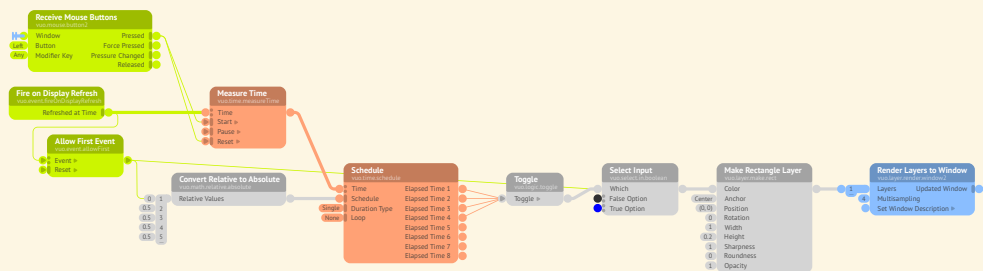 Receive Mouse Buttons
vuo.mouse.button2
Window Pressed
Left Button Force Pressed
Any Modifier Key Pressure Changed
Released
Fire on Display Refresh
vuo.event.fireOnDisplayRefresh
Refreshed at Time
Measure Time
vuo.time.measureTime
Time
Start »
Pause »
Reset »
Allow First Event
vuo.event.allowFirst
Event »
Reset »
Convert Relative to Absolute
vuo.math.relative.absolute
Relative Values
0 1
0.5 2
0.5 3
0.5 4
0.5 5
Schedule
vuo.time.schedule
Time Elapsed Time 1
Schedule Elapsed Time 2
Single Duration Type Elapsed Time 3
None Loop Elapsed Time 4
Elapsed Time 5
Elapsed Time 6
Elapsed Time 7
Elapsed Time 8
Toggle
vuo.logic.toggle
Toggle »
Select Input
vuo.select.in.boolean
Which
False Option
True Option
Make Rectangle Layer
vuo.layer.make.rect
Color
Center Anchor
(0, 0) Position
0 Rotation
1 Width
0.2 Height
1 Sharpness
0 Roundness
1 Opacity
Render Layers to Window
vuo.layer.render.window2
1 Layers Updated Window
4 Multisampling
Set Window Description »